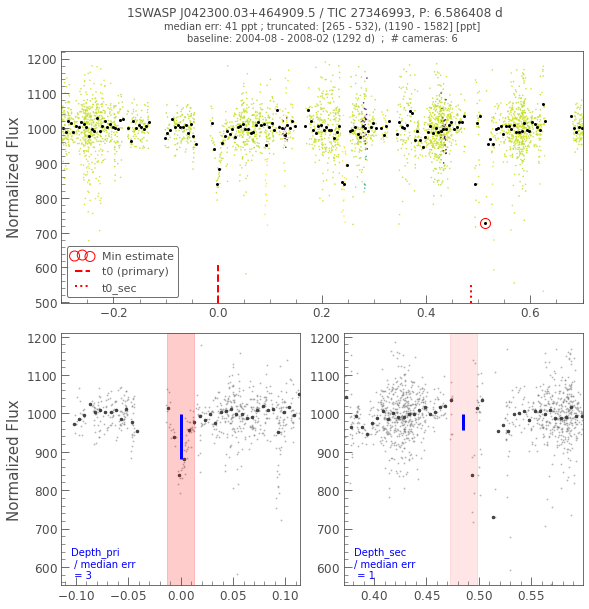 1SWASP J042300.03+464909.5 / TIC 27346993, P: 6.586408 d
median err: 41 ppt ; truncated: [265 - 532), (1190 - 1582] [ppt]
baseline: 2004-08 - 2008-02 (1292 d)  ;  # cameras: 6
Normalized Flux
1200
1100
1000
900
800
700
600
500
Min estimate
t0 (primary)
t0_sec
−0.2 0.0 0.2 0.4 0.6
Normalized Flux
1200
1100
1000
900
800
700
600
Depth_pri
/ median err
= 3
−0.10 −0.05 0.00 0.05 0.10
1200
1100
1000
900
800
700
600
Depth_sec
/ median err
= 1
0.40 0.45 0.50 0.55